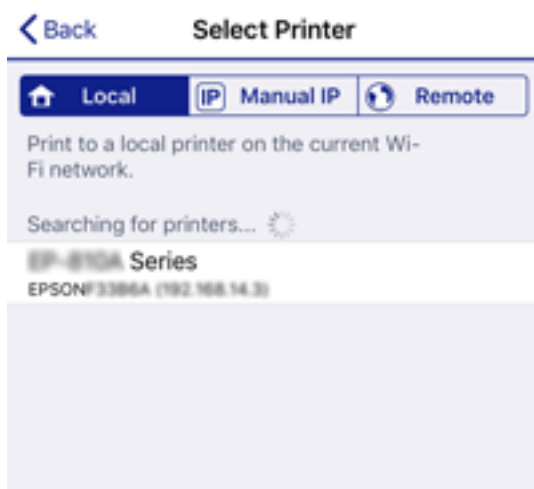 Back
Select Printer
Local
IP Manual IP
Remote
Print to a local printer on the current Wi-
Fi network.
Searching for printers...
Series
EPSON